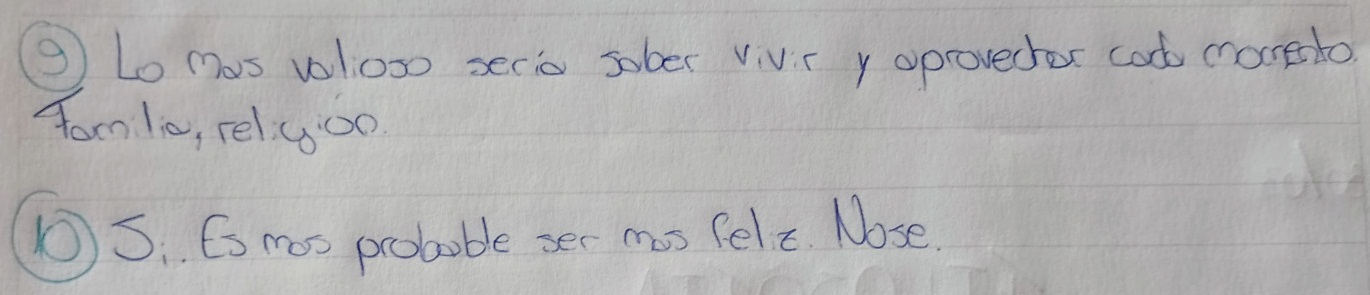 9 Lo mas valioso seria saber vivir y aprovechar cada momento.
Familia, religion.
10 Si. Es mas probable ser mas feliz. Nose.